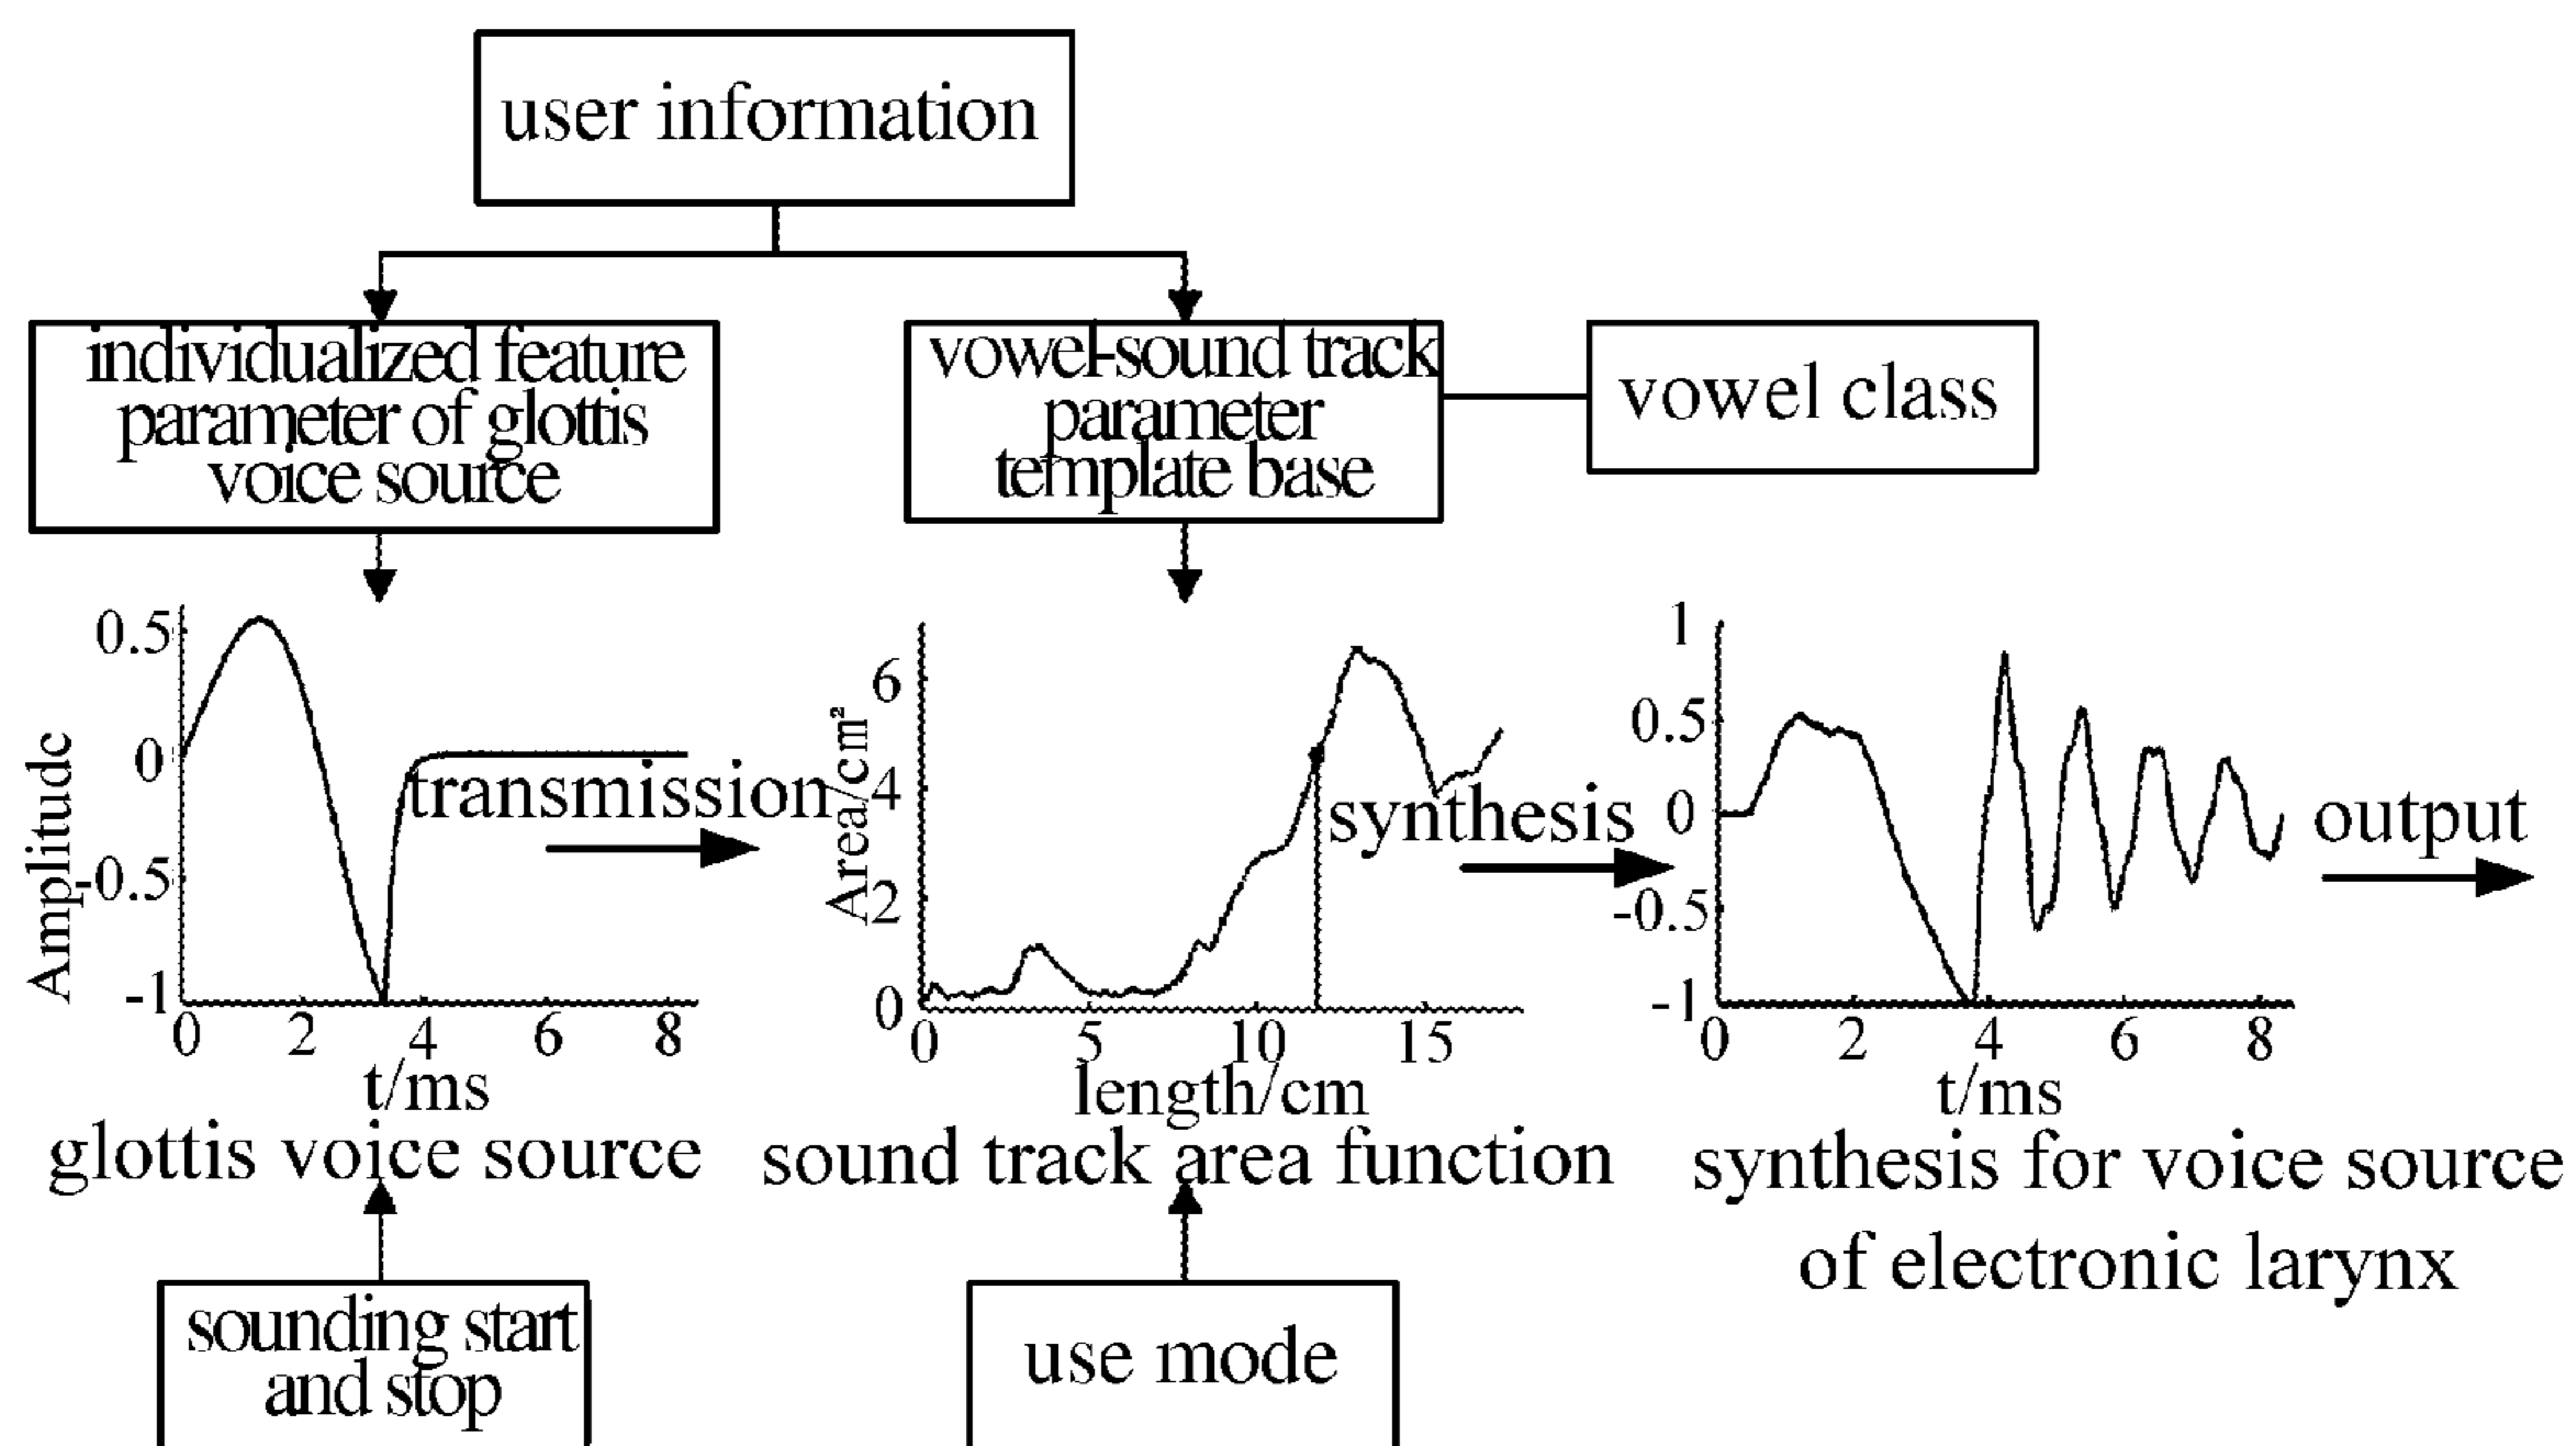 user information
individualized feature
parameter of glottis
voice source
vowel-sound track
parameter
template base
vowel class
Amplitudc
0.5
0
-0.5
-1
0 2 4 6 8
t/ms
glottis voice source
transmission
Area/cm²
6
4
2
0
0 5 10 15
length/cm
sound track area function
synthesis
1
0.5
0
-0.5
-1
0 2 4 6 8
t/ms
synthesis for voice source
of electronic larynx
output
sounding start
and stop
use mode